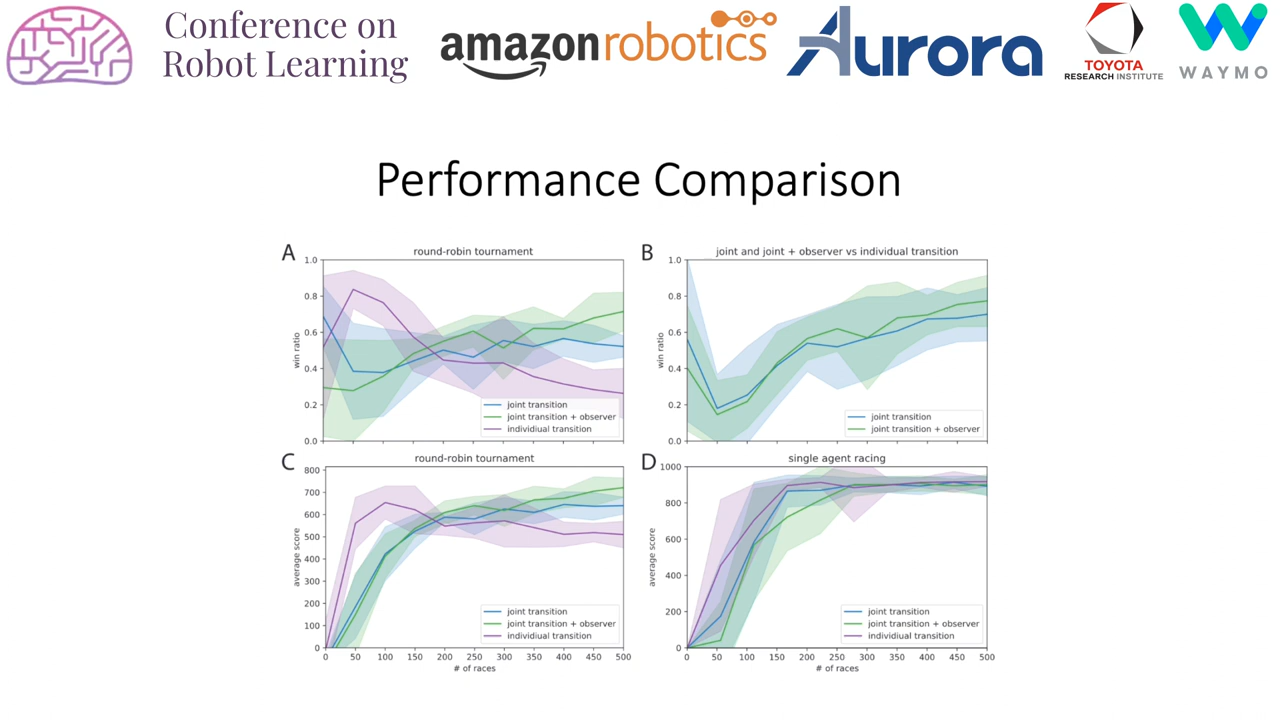 Conference on
Robot Learning
amazonrobotics
Aurora
TOYOTA
RESEARCH INSTITUTE
WAYMO
Performance Comparison
A
round-robin tournament
1.0
0.8
0.6
0.4
0.2
0.0
win ratio
joint transition
joint transition + observer
individiual transition
B
joint and joint + observer vs individual transition
1.0
0.8
0.6
0.4
0.2
0.0
win ratio
joint transition
joint transition + observer
C
round-robin tournament
800
700
600
500
400
300
200
100
0
average score
joint transition
joint transition + observer
individiual transition
0 50 100 150 200 250 300 350 400 450 500
# of races
D
single agent racing
1000
800
600
400
200
0
average score
joint transition
joint transition + observer
individiual transition
0 50 100 150 200 250 300 350 400 450 500
# of races